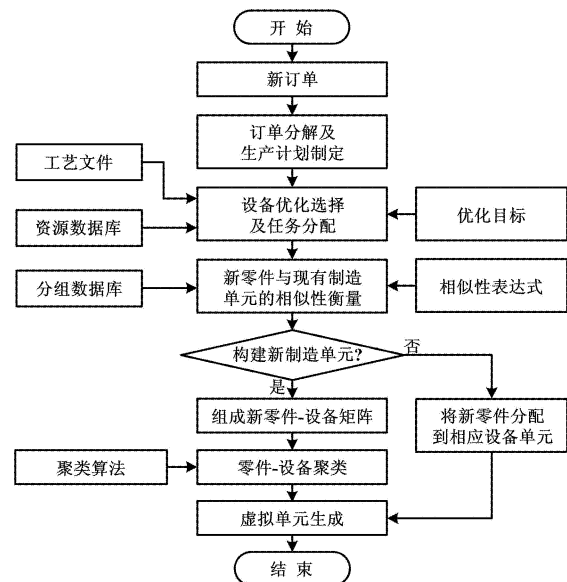 开 始
新订单
订单分解及
生产计划制定
工艺文件
资源数据库
设备优化选择
及任务分配
优化目标
分组数据库
新零件与现有制造
单元的相似性衡量
相似性表达式
构建新制造单元?
否
是
组成新零件-设备矩阵
将新零件分配
到相应设备单元
聚类算法
零件-设备聚类
虚拟单元生成
结 束